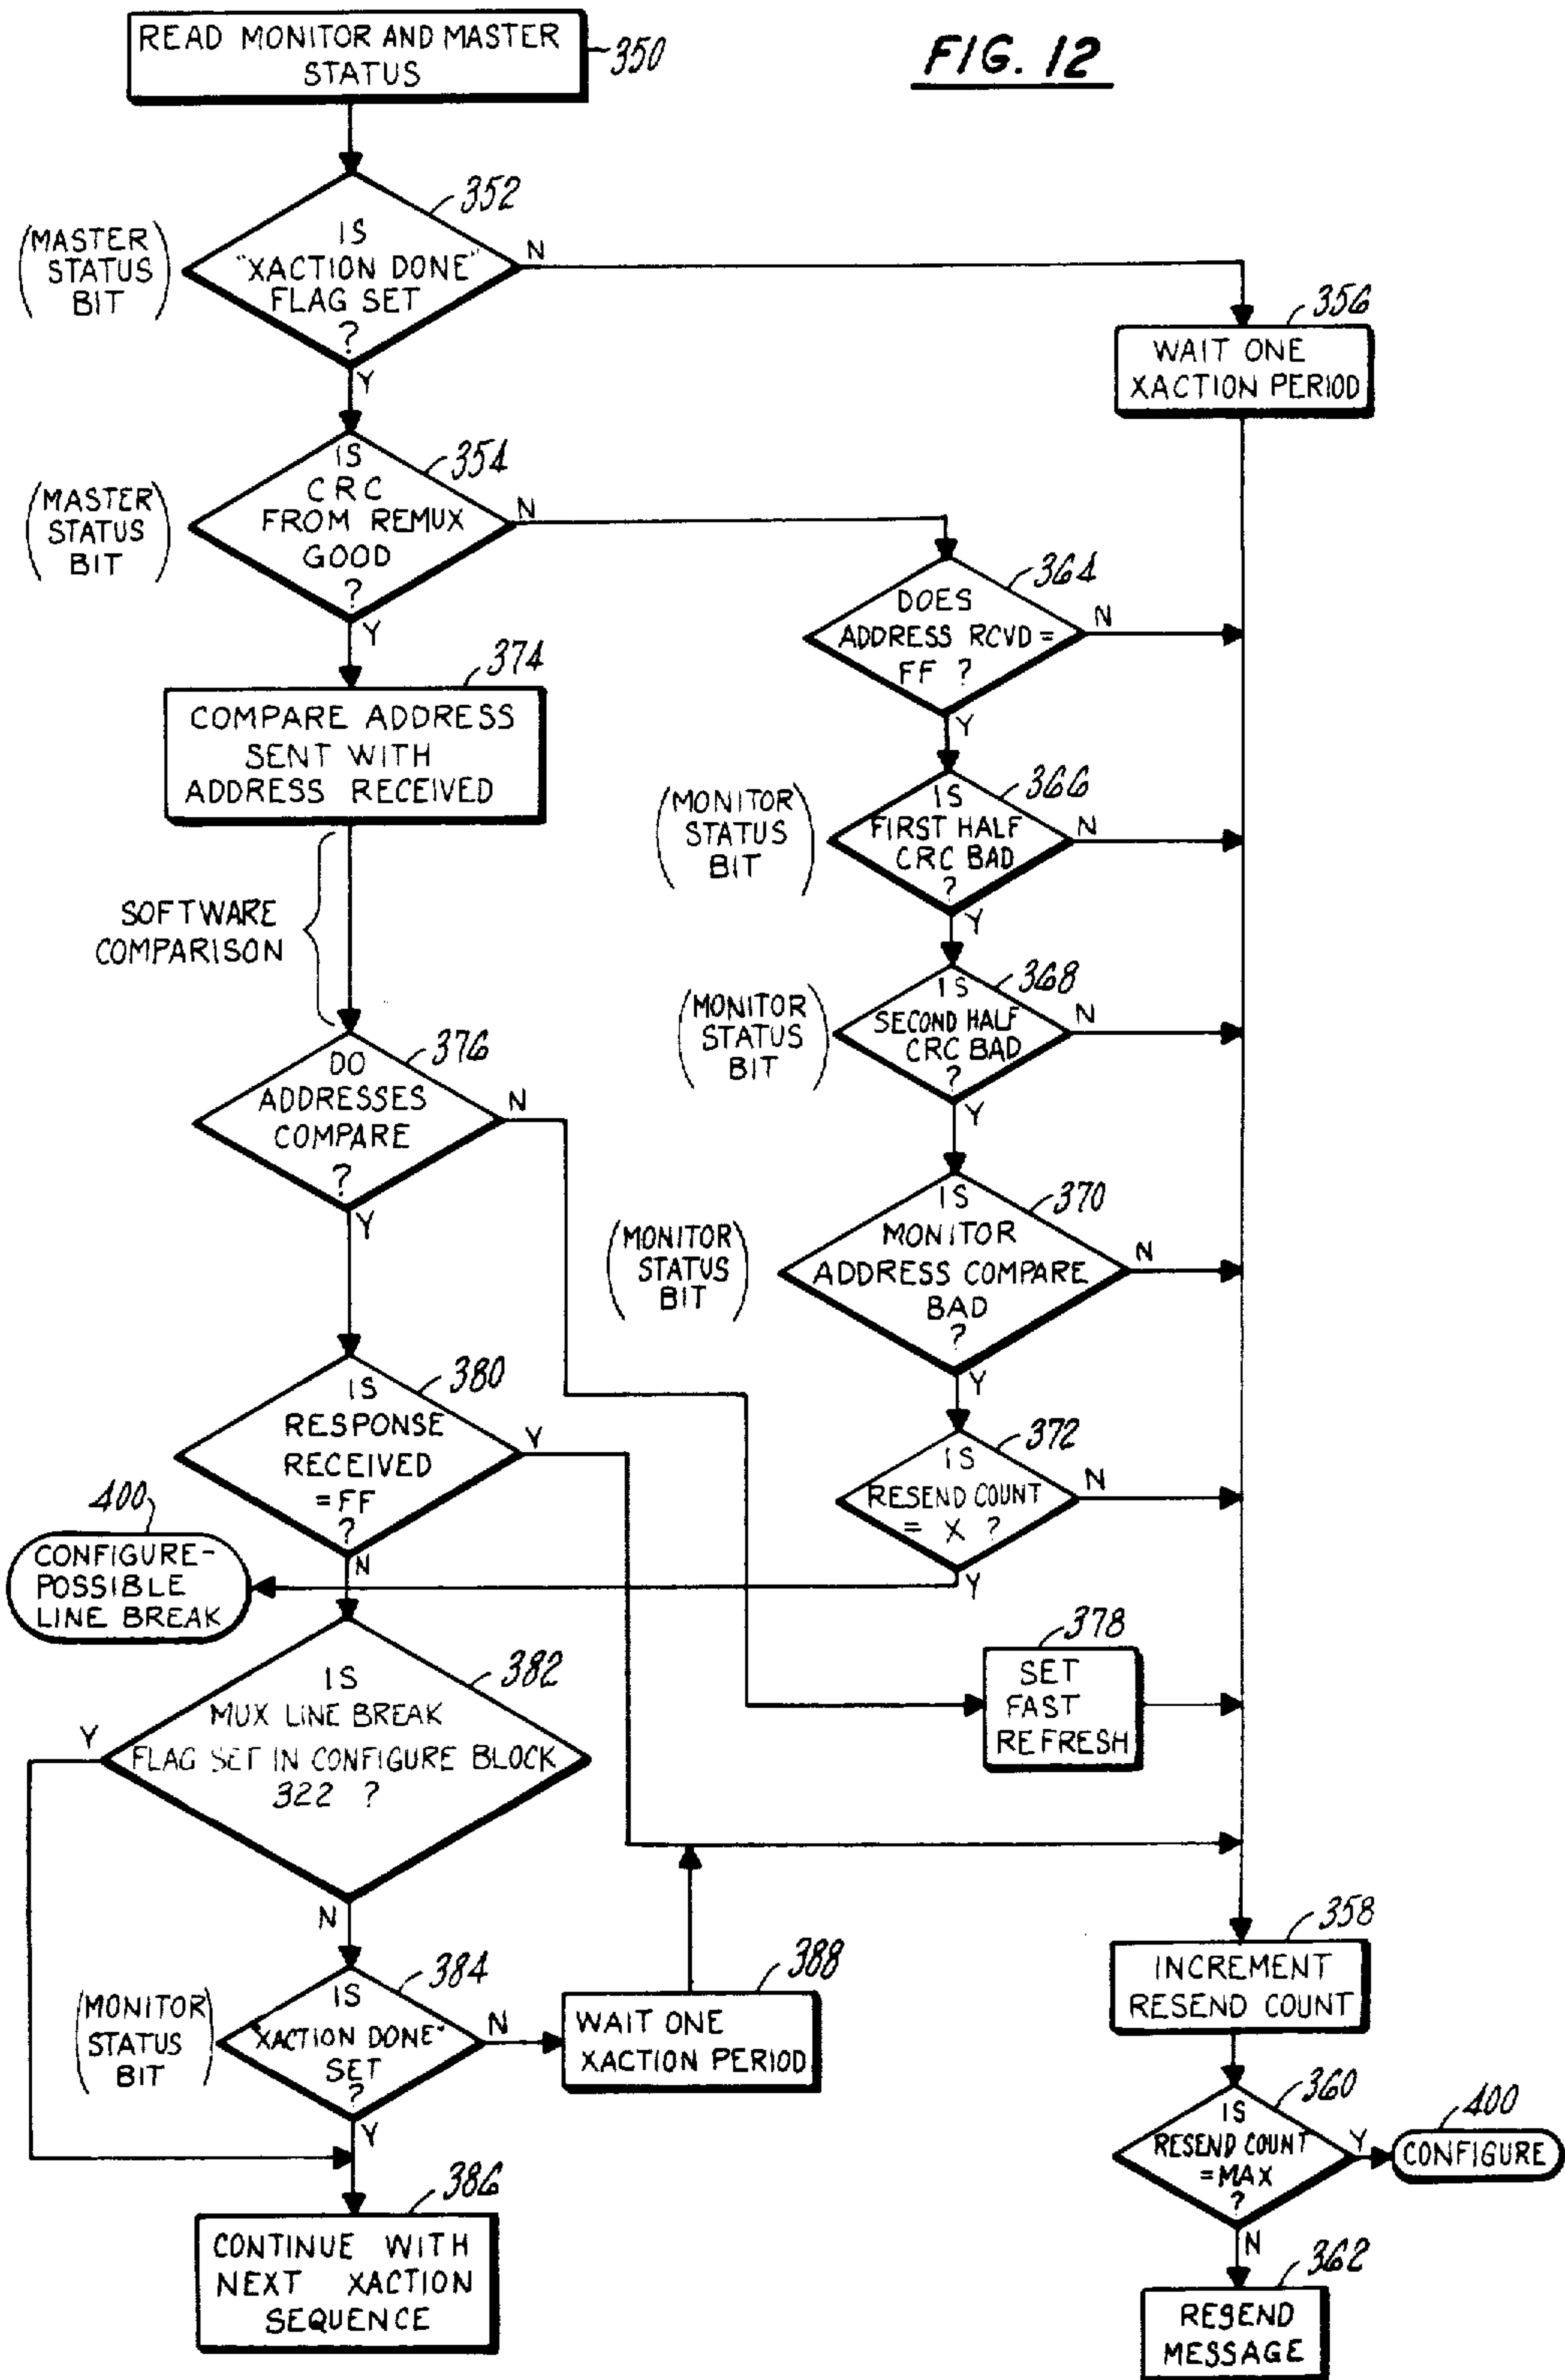 READ MONITOR AND MASTER
STATUS
350
FIG. 12
352
(MASTER
STATUS
BIT)
IS
"XACTION DONE"
FLAG SET
?
N
Y
356
WAIT ONE
XACTION PERIOD
354
(MASTER
STATUS
BIT)
IS
CRC
FROM REMUX
GOOD
?
N
Y
364
DOES
ADDRESS RCVD =
FF ?
N
Y
374
COMPARE ADDRESS
SENT WITH
ADDRESS RECEIVED
366
(MONITOR
STATUS
BIT)
IS
FIRST HALF
CRC BAD
?
N
Y
SOFTWARE
COMPARISON
368
(MONITOR
STATUS
BIT)
IS
SECOND HALF
CRC BAD
?
N
Y
376
DO
ADDRESSES
COMPARE
?
N
Y
370
(MONITOR
STATUS
BIT)
IS
MONITOR
ADDRESS COMPARE
BAD
?
N
Y
380
IS
RESPONSE
RECEIVED
=FF
?
Y
N
372
IS
RESEND COUNT
= X ?
N
Y
400
CONFIGURE-
POSSIBLE
LINE BREAK
378
SET
FAST
REFRESH
382
IS
MUX LINE BREAK
FLAG SET IN CONFIGURE BLOCK
322 ?
Y
N
384
(MONITOR
STATUS
BIT)
IS
"XACTION DONE"
SET
?
N
Y
388
WAIT ONE
XACTION PERIOD
358
INCREMENT
RESEND COUNT
360
IS
RESEND COUNT
=MAX
?
Y
N
400
CONFIGURE
386
CONTINUE WITH
NEXT XACTION
SEQUENCE
362
RESEND
MESSAGE